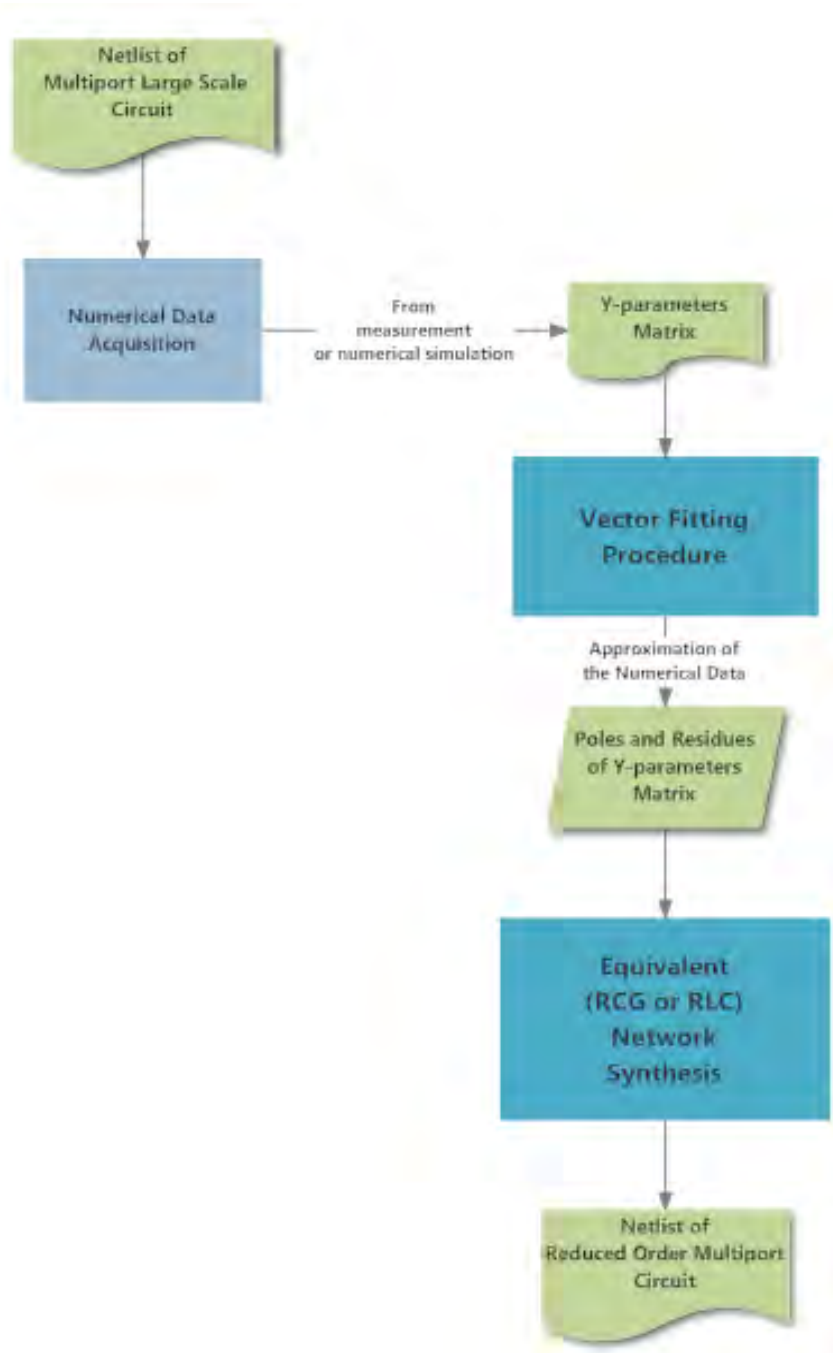 Netlist of
Multiport Large Scale
Circuit
Numerical Data
Acquisition
From
measurement
or numerical simulation
Y-parameters
Matrix
Vector Fitting
Procedure
Approximation of
the Numerical Data
Poles and Residues
of Y-parameters
Matrix
Equivalent
(RCG or RLC)
Network
Synthesis
Netlist of
Reduced Order Multiport
Circuit